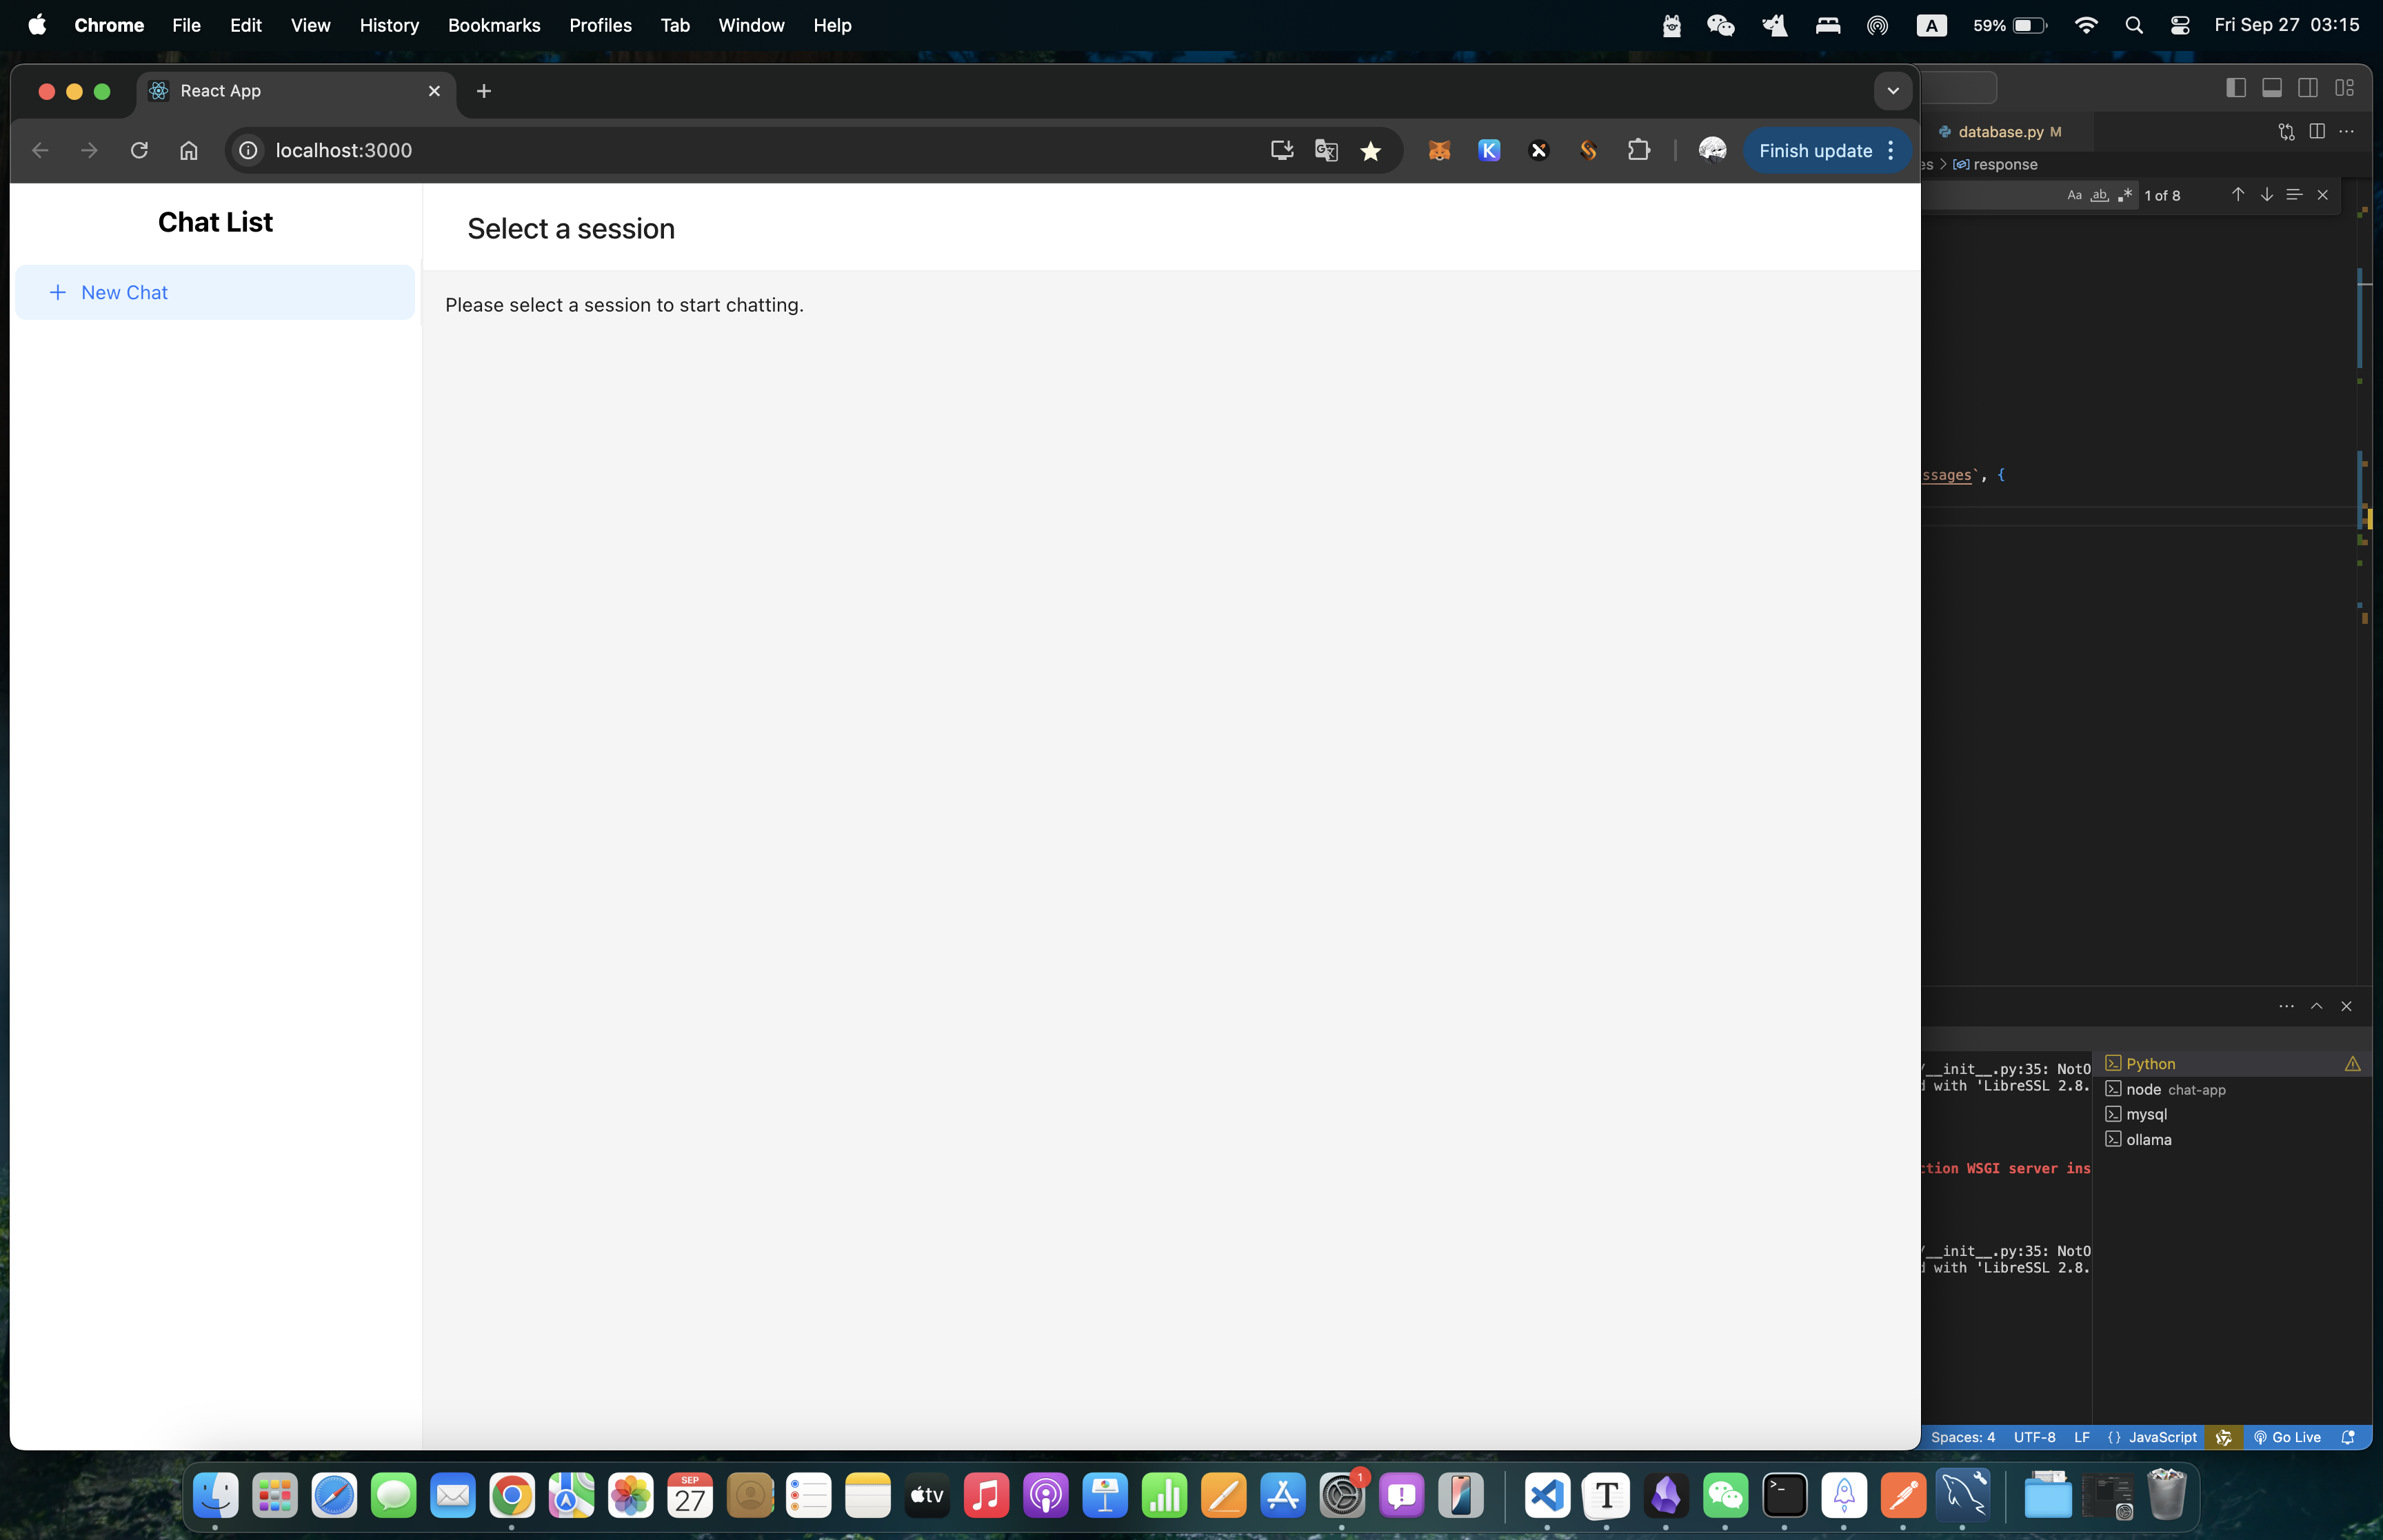 Chrome File Edit View History Bookmarks Profiles Tab Window Help
A 59% Fri Sep 27 03:15
React App
localhost:3000
Finish update
Chat List
New Chat
Select a session
Please select a session to start chatting.
database.py M
es > response
Aa ab 1 of 8
ssages`, {
/__init__.py:35: NotO
d with 'LibreSSL 2.8.
ction WSGI server ins
/__init__.py:35: NotO
d with 'LibreSSL 2.8.
Python
node chat-app
mysql
ollama
Spaces: 4 UTF-8 LF {} JavaScript Go Live
SEP
27
tv
1
T